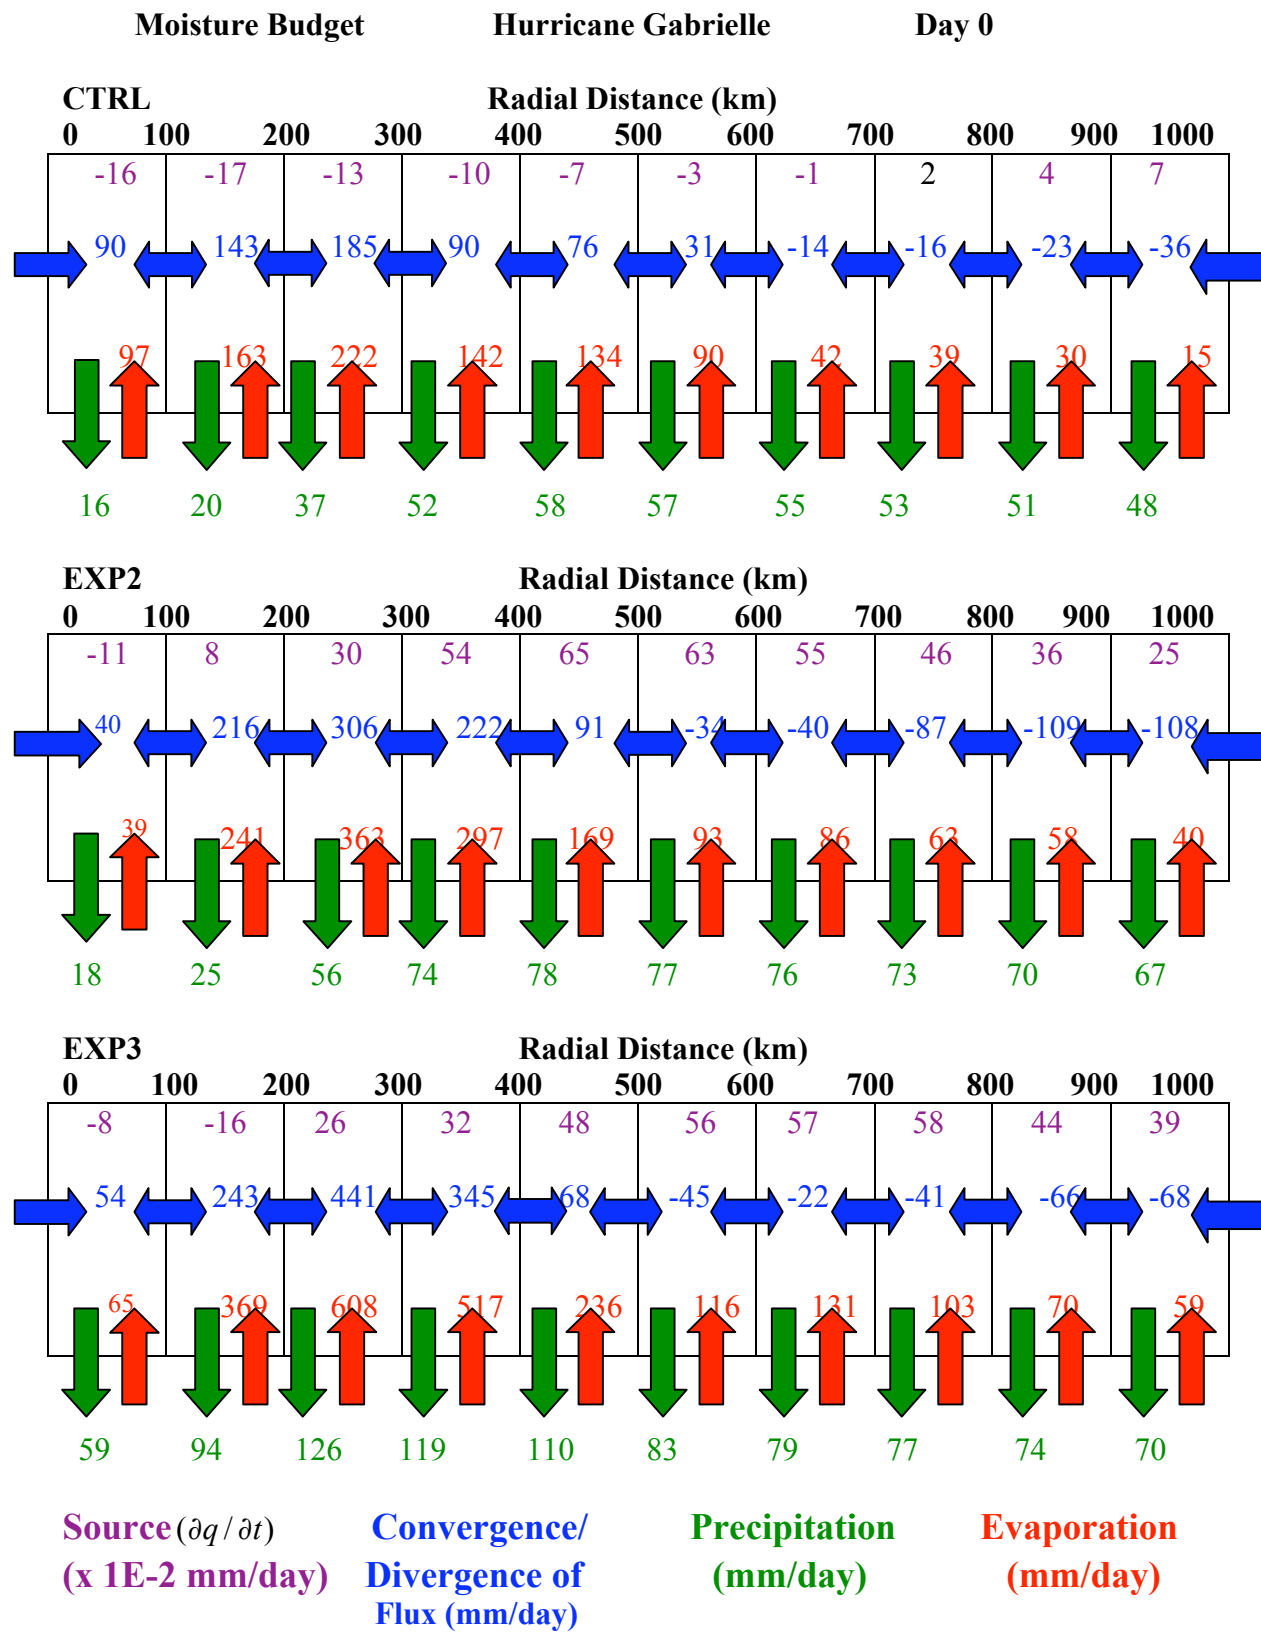 Moisture Budget Hurricane Gabrielle Day 0
CTRL Radial Distance (km)
0 100 200 300 400 500 600 700 800 900 1000
-16 -17 -13 -10 -7 -3 -1 2 4 7
90 143 185 90 76 31 -14 -16 -23 -36
97 163 222 142 134 90 42 39 30 15
16 20 37 52 58 57 55 53 51 48
EXP2 Radial Distance (km)
0 100 200 300 400 500 600 700 800 900 1000
-11 8 30 54 65 63 55 46 36 25
40 216 306 222 91 -34 -40 -87 -109 -108
39 241 363 297 169 93 86 63 58 40
18 25 56 74 78 77 76 73 70 67
EXP3 Radial Distance (km)
0 100 200 300 400 500 600 700 800 900 1000
-8 -16 26 32 48 56 57 58 44 39
54 243 441 345 68 -45 -22 -41 -66 -68
65 369 608 517 236 116 131 103 70 59
59 94 126 119 110 83 79 77 74 70
Source (∂q / ∂t) Convergence/ Precipitation Evaporation
(x 1E-2 mm/day) Divergence of (mm/day) (mm/day)
Flux (mm/day)